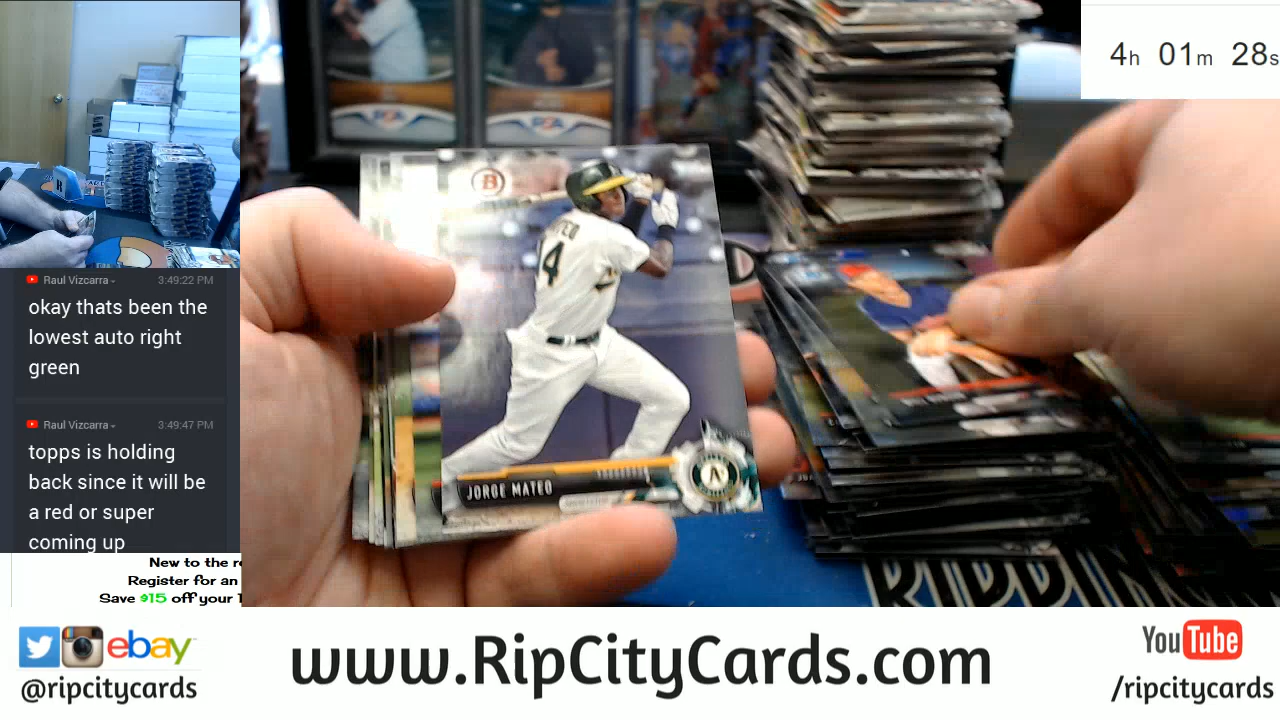 4h 01m 28s
Raul Vizcarra 3:49:22 PM
okay thats been the
lowest auto right
green
Raul Vizcarra 3:49:47 PM
topps is holding
back since it will be
a red or super
coming up
New to the r
Register for an
Save $15 off your
B
14
JORGE MATEO
A
RIPPIN
ebay
@ripcitycards
www.RipCityCards.com
YouTube
/ripcitycards